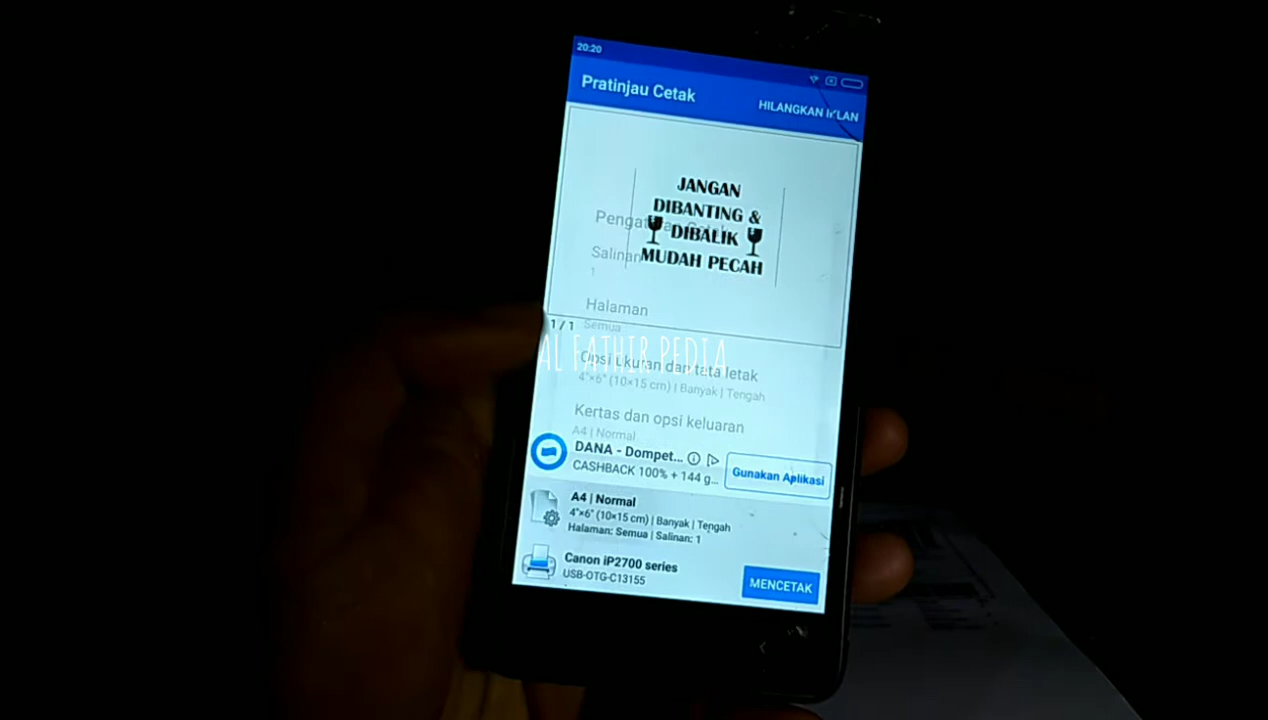 20:20
Pratinjau Cetak
HILANGKAN IKLAN
JANGAN
DIBANTING &
DIBALIK
MUDAH PECAH
Salinan
1
Halaman
Semua
1 / 1
AL FATHIR PEDIA
Opsi ukuran dan tata letak
4"×6" (10×15 cm) | Banyak | Tengah
Kertas dan opsi keluaran
A4 | Normal
DANA - Dompet...
CASHBACK 100% + 144 g...
Gunakan Aplikasi
A4 | Normal
4"×6" (10×15 cm) | Banyak | Tengah
Halaman: Semua | Salinan: 1
Canon iP2700 series
USB-OTG-C13155
MENCETAK